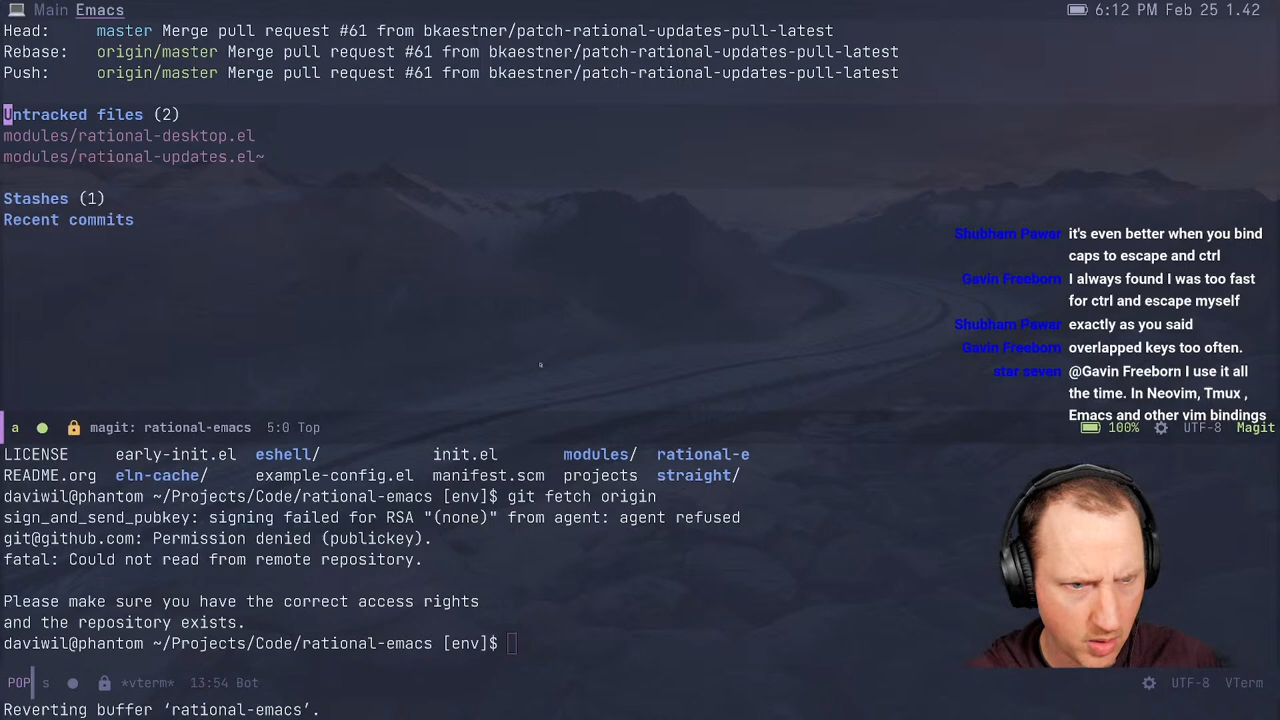 Main Emacs
6:12 PM Feb 25 1.42
Head: master Merge pull request #61 from bkaestner/patch-rational-updates-pull-latest
Rebase: origin/master Merge pull request #61 from bkaestner/patch-rational-updates-pull-latest
Push: origin/master Merge pull request #61 from bkaestner/patch-rational-updates-pull-latest
Untracked files (2)
modules/rational-desktop.el
modules/rational-updates.el~
Stashes (1)
Recent commits
Shubham Pawar it's even better when you bind
caps to escape and ctrl
Gavin Freeborn I always found I was too fast
for ctrl and escape myself
Shubham Pawar exactly as you said
Gavin Freeborn overlapped keys too often.
star seven @Gavin Freeborn I use it all
the time. In Neovim, Tmux ,
Emacs and other vim bindings
a magit: rational-emacs 5:0 Top
100% UTF-8 Magit
LICENSE early-init.el eshell/ init.el modules/ rational-e
README.org eln-cache/ example-config.el manifest.scm projects straight/
daviwil@phantom ~/Projects/Code/rational-emacs [env]$ git fetch origin
sign_and_send_pubkey: signing failed for RSA "(none)" from agent: agent refused
git@github.com: Permission denied (publickey).
fatal: Could not read from remote repository.
Please make sure you have the correct access rights
and the repository exists.
daviwil@phantom ~/Projects/Code/rational-emacs [env]$
POP s *vterm* 13:54 Bot
UTF-8 VTerm
Reverting buffer ‘rational-emacs’.